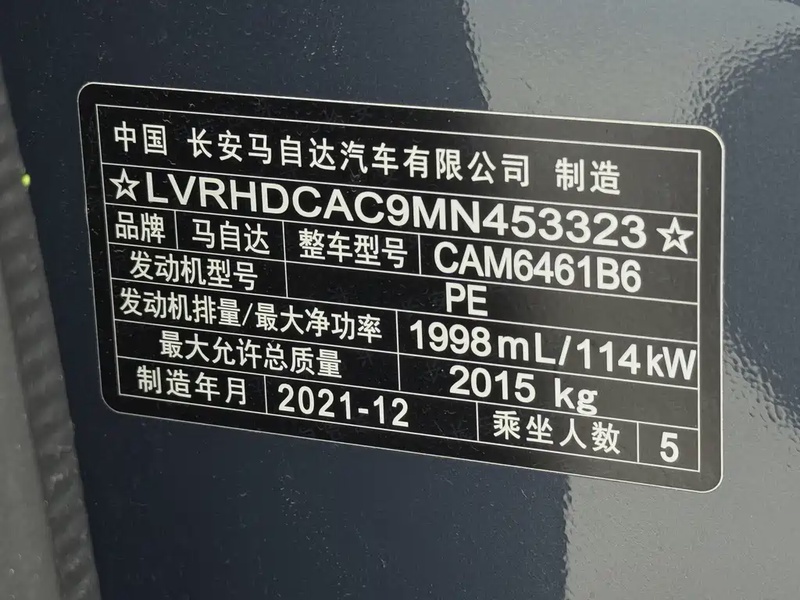 中国 长安马自达汽车有限公司 制造
☆LVRHDCAC9MN453323☆
品牌 马自达 整车型号 CAM6461B6
发动机型号 PE
发动机排量/最大净功率 1998mL/114kW
最大允许总质量 2015 kg
制造年月 2021-12 乘坐人数 5